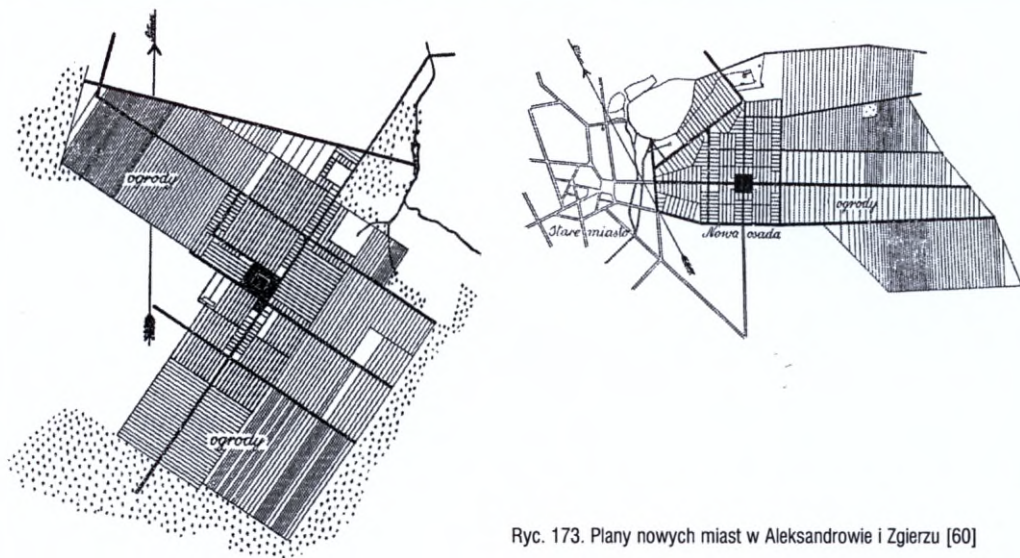 ogrody
ogrody
Stare miasto
Nowa osada
ogrody
Ryc. 173. Plany nowych miast w Aleksandrowie i Zgierzu [60]